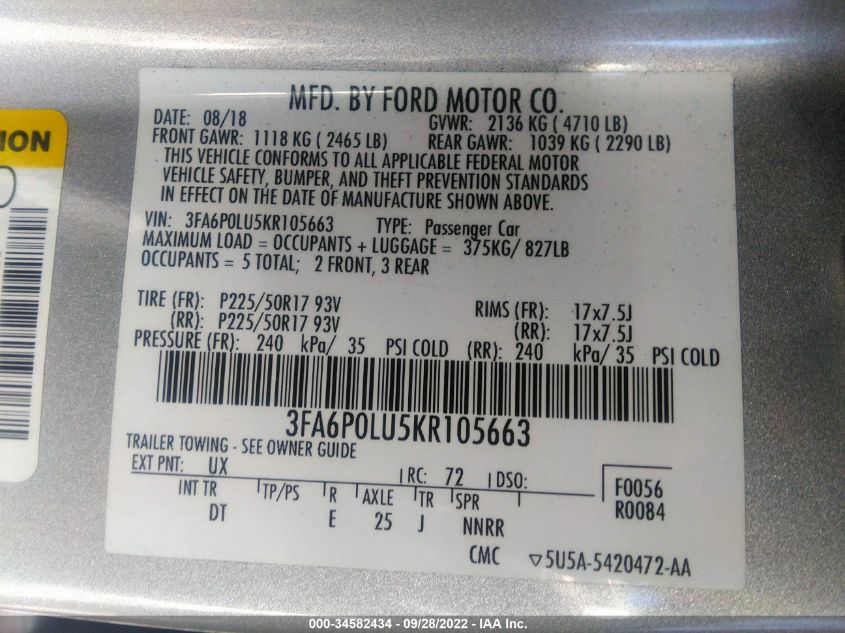 MFD. BY FORD MOTOR CO.
DATE: 08/18 GVWR: 2136 KG ( 4710 LB)
FRONT GAWR: 1118 KG ( 2465 LB) REAR GAWR: 1039 KG ( 2290 LB)
THIS VEHICLE CONFORMS TO ALL APPLICABLE FEDERAL MOTOR
VEHICLE SAFETY, BUMPER, AND THEFT PREVENTION STANDARDS
IN EFFECT ON THE DATE OF MANUFACTURE SHOWN ABOVE.
VIN: 3FA6P0LU5KR105663 TYPE: Passenger Car
MAXIMUM LOAD = OCCUPANTS + LUGGAGE = 375KG/ 827LB
OCCUPANTS = 5 TOTAL; 2 FRONT, 3 REAR
TIRE (FR): P225/50R17 93V RIMS (FR): 17x7.5J
(RR): P225/50R17 93V (RR): 17x7.5J
PRESSURE (FR): 240 kPa/ 35 PSI COLD (RR): 240 kPa/ 35 PSI COLD
3FA6P0LU5KR105663
TRAILER TOWING - SEE OWNER GUIDE
EXT PNT: UX RC: 72 DSO: F0056
INT TR TP/PS R AXLE TR SPR R0084
DT E 25 J NNRR
CMC ▽5U5A-5420472-AA
000-34582434 - 09/28/2022 - IAA Inc.